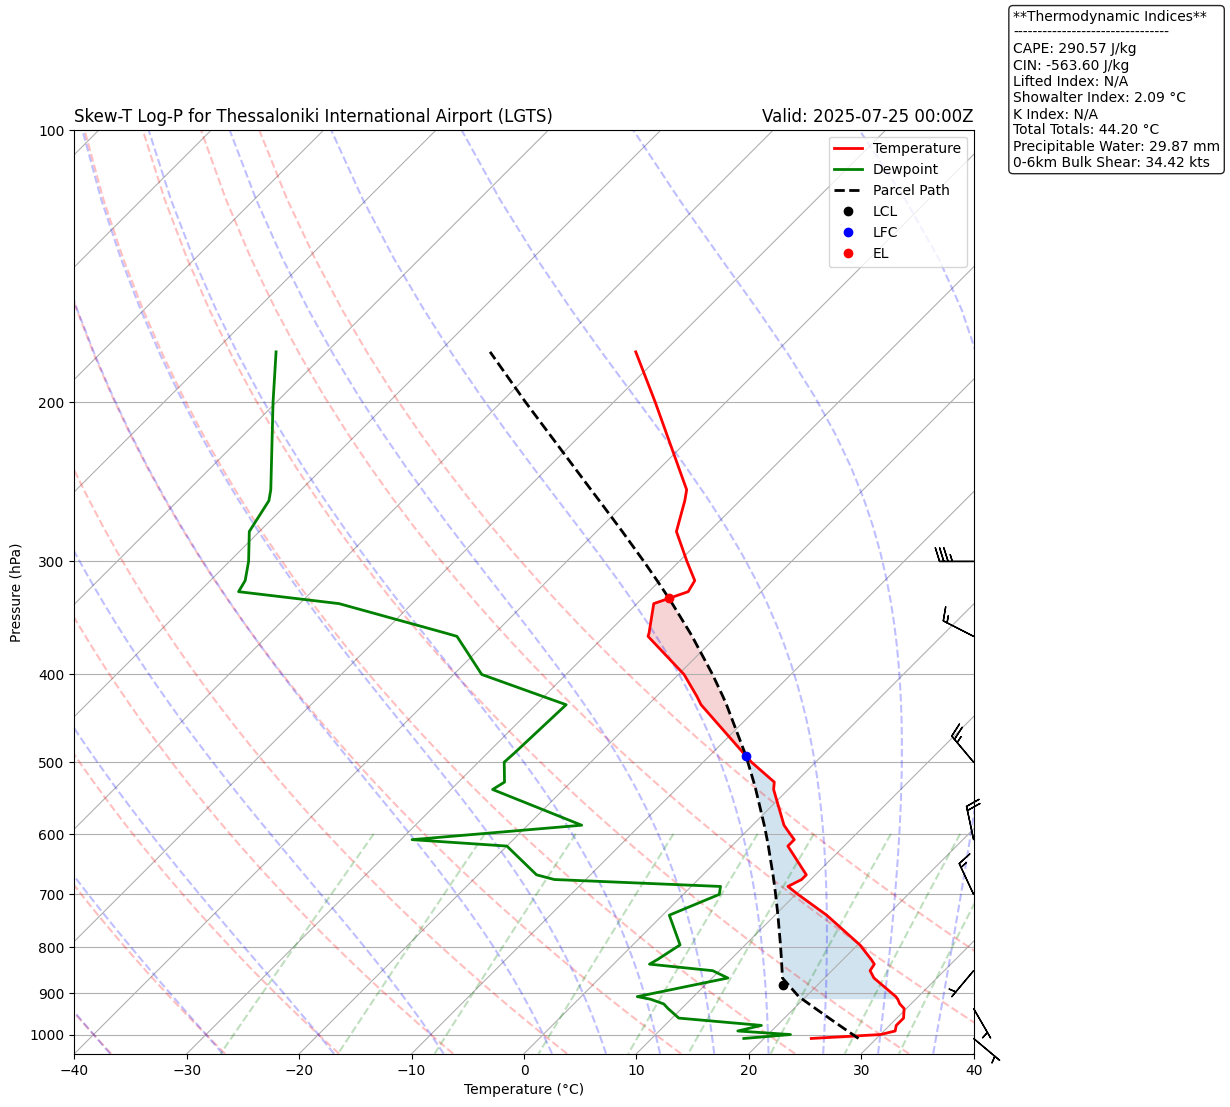 **Thermodynamic Indices**
--------------------------------
CAPE: 290.57 J/kg
CIN: -563.60 J/kg
Lifted Index: N/A
Showalter Index: 2.09 °C
K Index: N/A
Total Totals: 44.20 °C
Precipitable Water: 29.87 mm
0-6km Bulk Shear: 34.42 kts
Skew-T Log-P for Thessaloniki International Airport (LGTS)
Valid: 2025-07-25 00:00Z
Temperature
Dewpoint
Parcel Path
LCL
LFC
EL
Pressure (hPa)
100
200
300
400
500
600
700
800
900
1000
−40
−30
−20
−10
0
10
20
30
40
Temperature (°C)